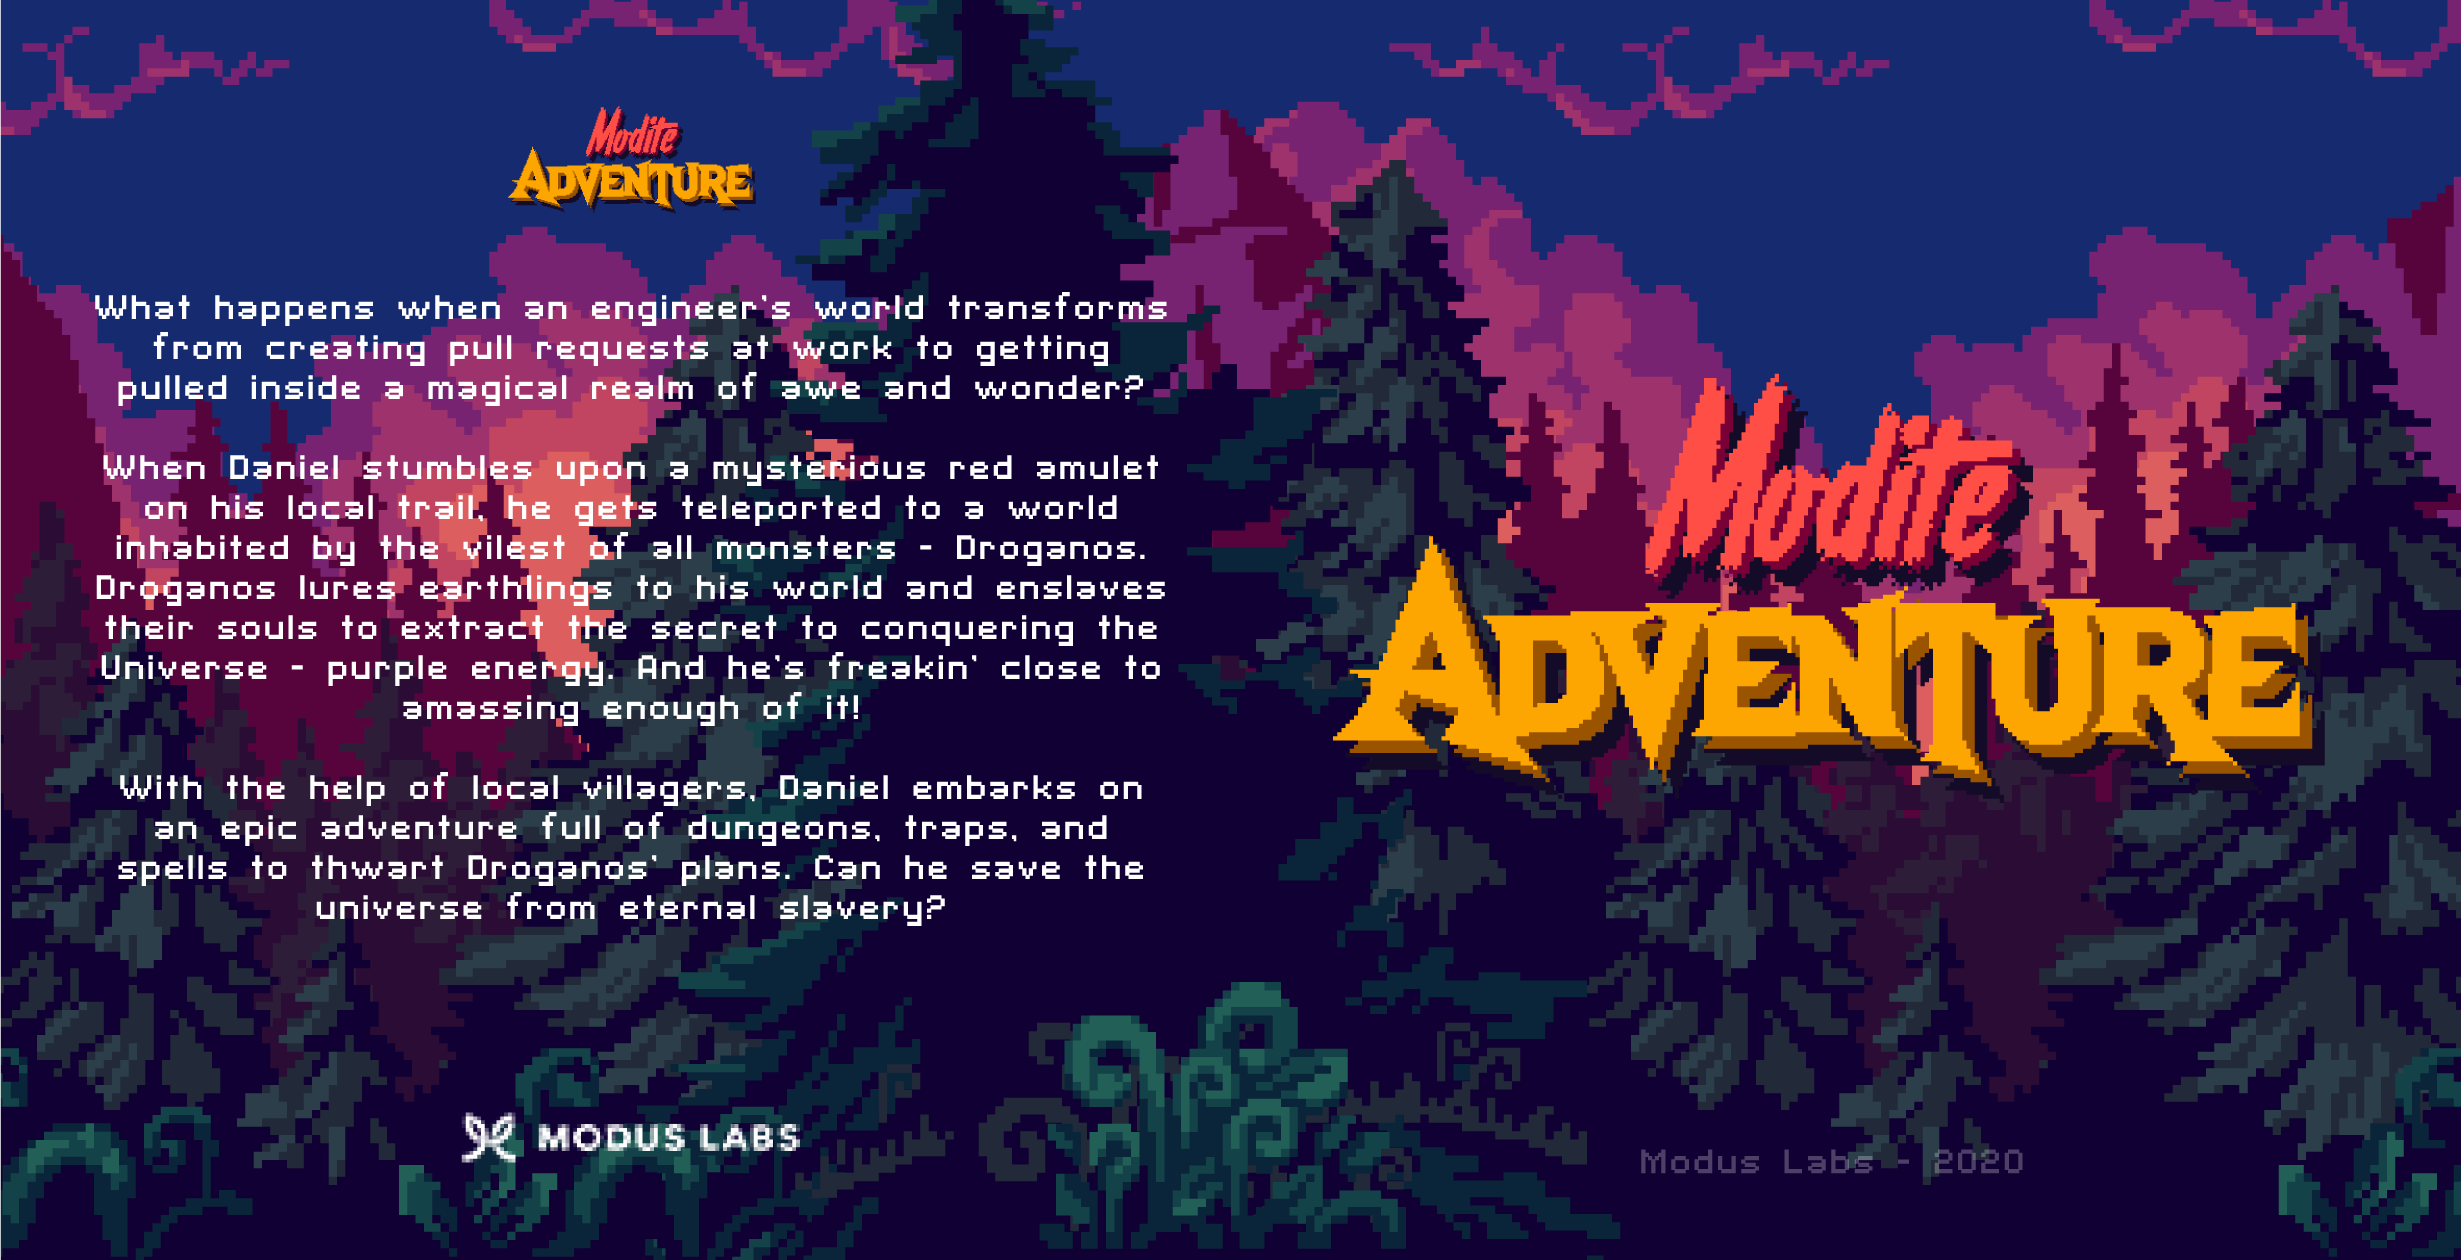 Modite
ADVENTURE
What happens when an engineer's world transforms
from creating pull requests at work to getting
pulled inside a magical realm of awe and wonder?
When Daniel stumbles upon a mysterious red amulet
on his local trail, he gets teleported to a world
inhabited by the vilest of all monsters - Droganos.
Droganos lures earthlings to his world and enslaves
their souls to extract the secret to conquering the
Universe - purple energy. And he's freakin' close to
amassing enough of it!
With the help of local villagers, Daniel embarks on
an epic adventure full of dungeons, traps, and
spells to thwart Droganos' plans. Can he save the
universe from eternal slavery?
MODUS LABS
Modite
ADVENTURE
Modus Labs - 2020